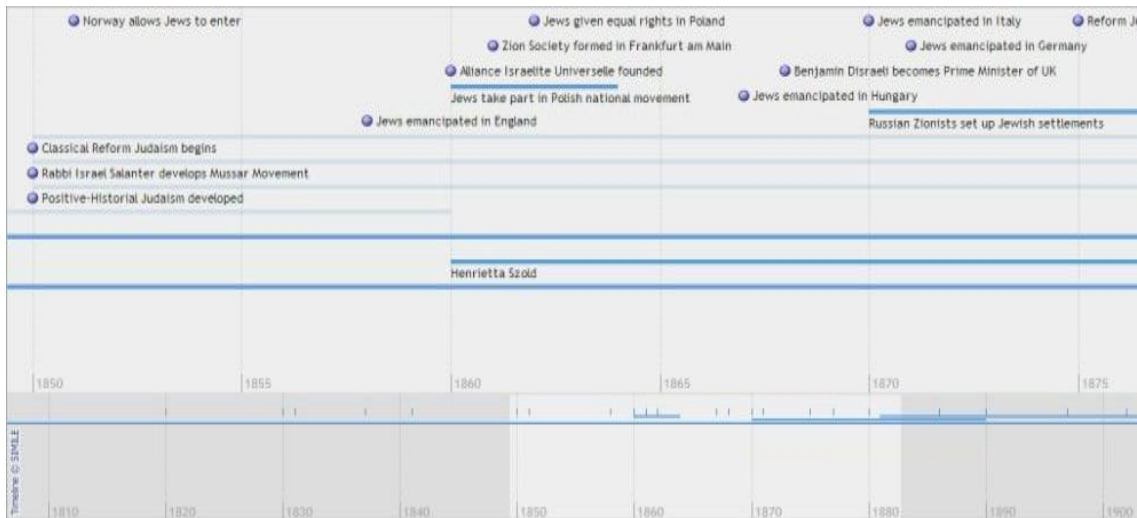 Norway allows Jews to enter
Jews given equal rights in Poland
Jews emancipated in Italy
Reform J
Zion Society formed in Frankfurt am Main
Jews emancipated in Germany
Alliance Israelite Universelle founded
Benjamin Disraeli becomes Prime Minister of UK
Jews take part in Polish national movement
Jews emancipated in Hungary
Jews emancipated in England
Russian Zionists set up Jewish settlements
Classical Reform Judaism begins
Rabbi Israel Salanter develops Mussar Movement
Positive-Historial Judaism developed
Henrietta Szold
1850 1855 1860 1865 1870 1875
Timeline © SIMILE
1810 1820 1830 1840 1850 1860 1870 1880 1890 1900